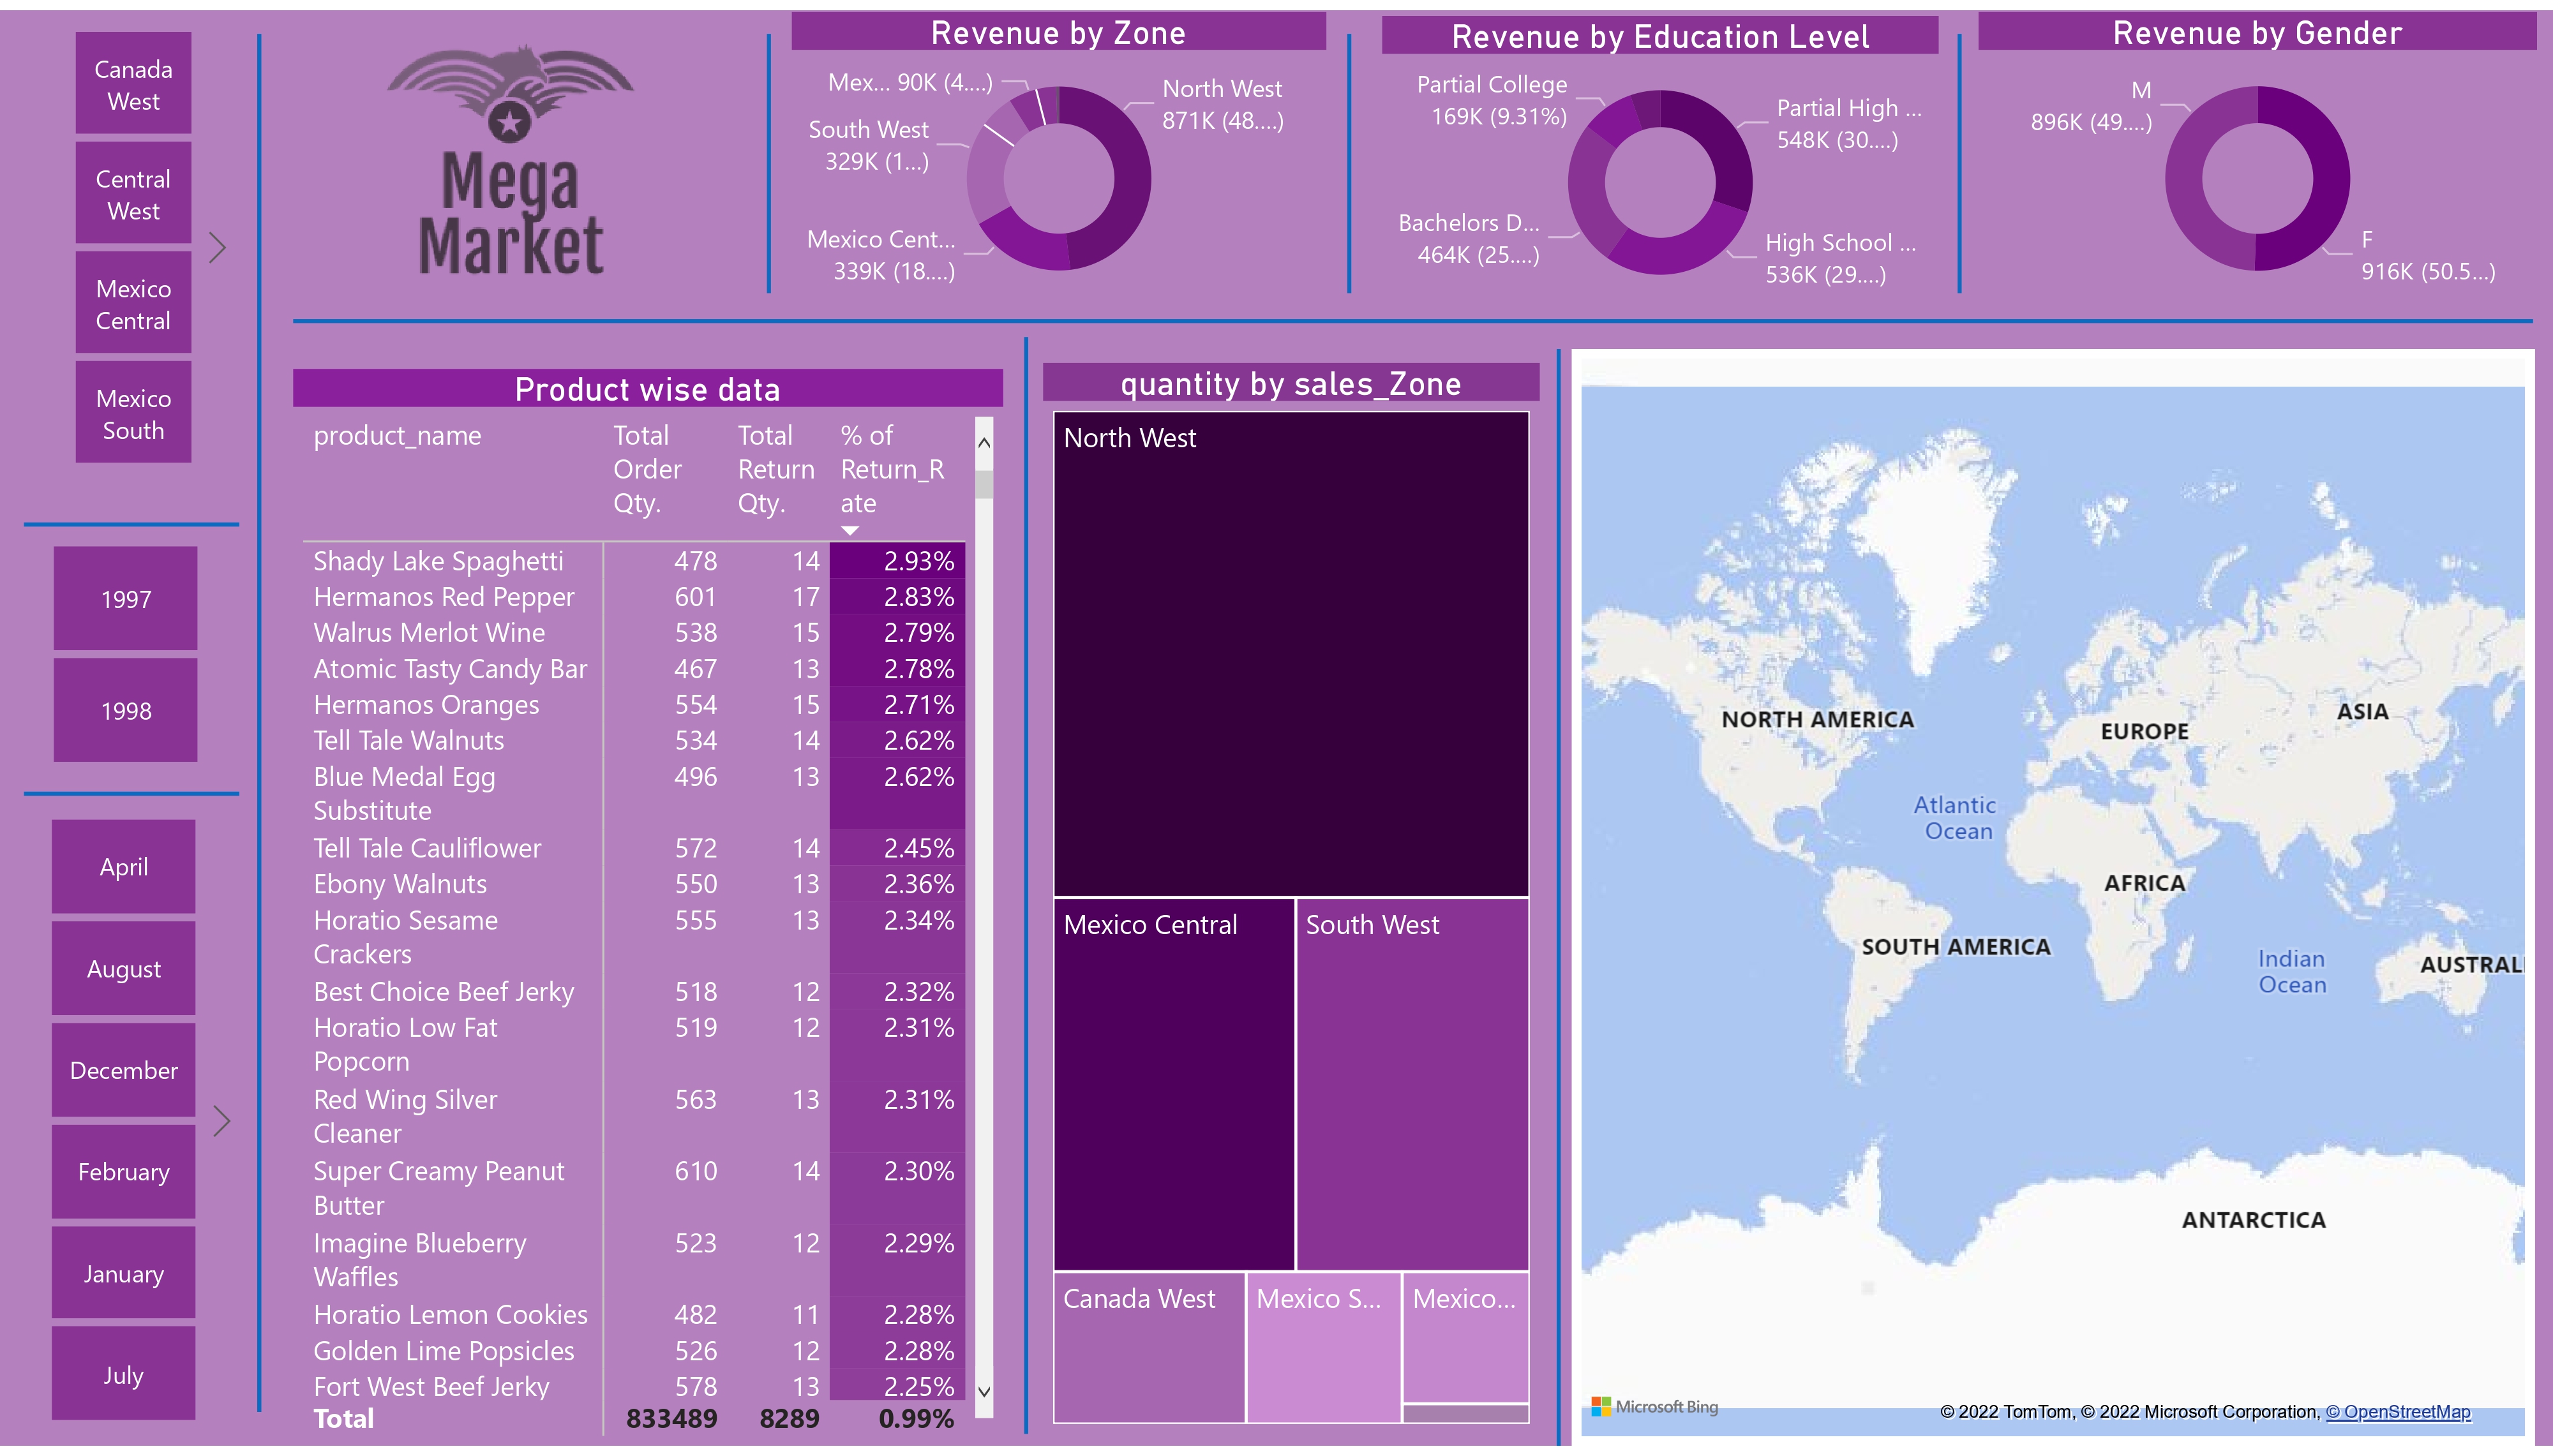 Canada
West
Central
West
Mexico
Central
Mexico
South
1997
1998
April
August
December
February
January
July
Mega
Market
Revenue by Zone
Mex... 90K (4....)
North West
871K (48....)
South West
329K (1...)
Mexico Cent...
339K (18....)
Revenue by Education Level
Partial College
169K (9.31%)
Partial High ...
548K (30....)
Bachelors D...
464K (25....)
High School ...
536K (29....)
Revenue by Gender
M
896K (49....)
F
916K (50.5...)
Product wise data
product_name
Total
Order
Qty.
Total
Return
Qty.
% of
Return_R
ate
Shady Lake Spaghetti 478 14 2.93%
Hermanos Red Pepper 601 17 2.83%
Walrus Merlot Wine 538 15 2.79%
Atomic Tasty Candy Bar 467 13 2.78%
Hermanos Oranges 554 15 2.71%
Tell Tale Walnuts 534 14 2.62%
Blue Medal Egg 496 13 2.62%
Substitute
Tell Tale Cauliflower 572 14 2.45%
Ebony Walnuts 550 13 2.36%
Horatio Sesame 555 13 2.34%
Crackers
Best Choice Beef Jerky 518 12 2.32%
Horatio Low Fat 519 12 2.31%
Popcorn
Red Wing Silver 563 13 2.31%
Cleaner
Super Creamy Peanut 610 14 2.30%
Butter
Imagine Blueberry 523 12 2.29%
Waffles
Horatio Lemon Cookies 482 11 2.28%
Golden Lime Popsicles 526 12 2.28%
Fort West Beef Jerky 578 13 2.25%
Total 833489 8289 0.99%
quantity by sales_Zone
North West
Mexico Central
South West
Canada West
Mexico S...
Mexico...
NORTH AMERICA
EUROPE
ASIA
Atlantic
Ocean
AFRICA
SOUTH AMERICA
Indian
Ocean
AUSTRAL
ANTARCTICA
Microsoft Bing
© 2022 TomTom, © 2022 Microsoft Corporation, © OpenStreetMap